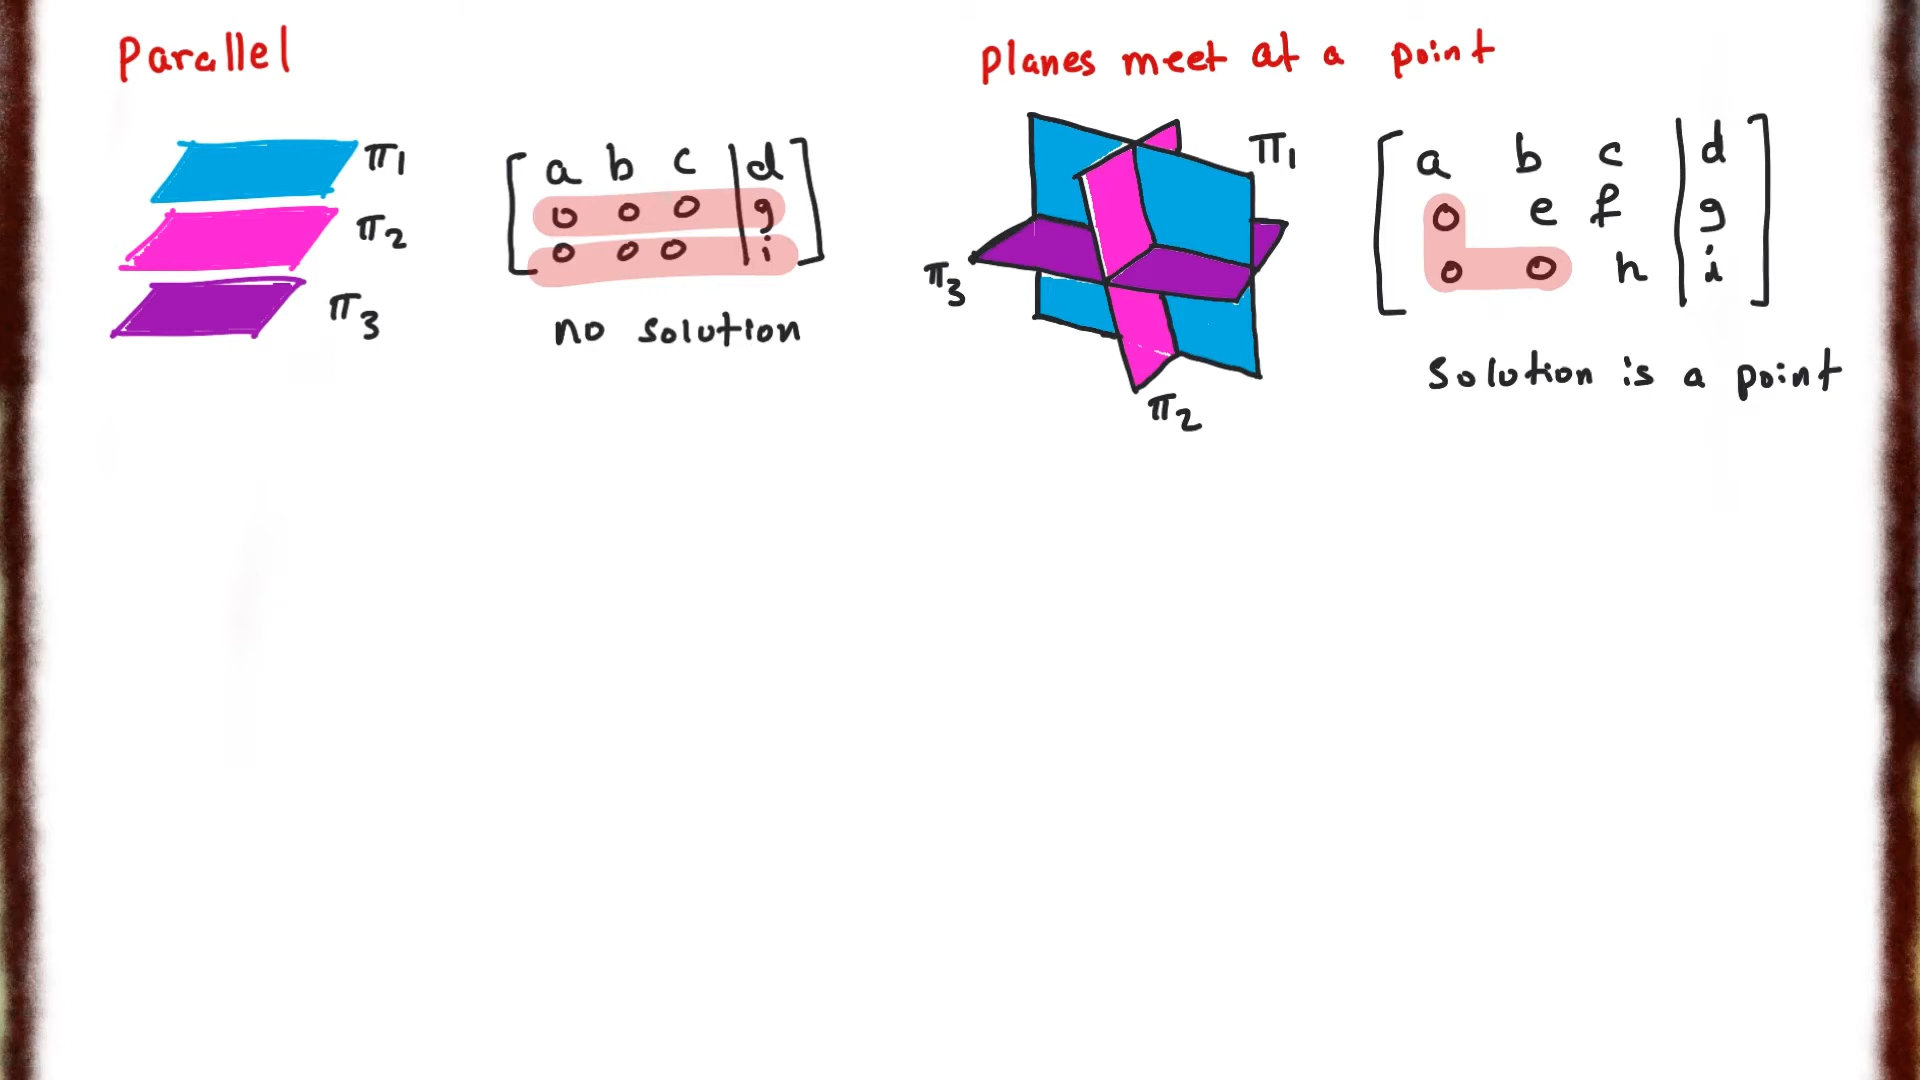 Parallel
π1
π2
π3
a b c | d
0 0 0 | g
0 0 0 | i
no solution
Planes meet at a point
π1
π3
π2
a b c | d
0 e f | g
0 0 h | i
Solution is a point